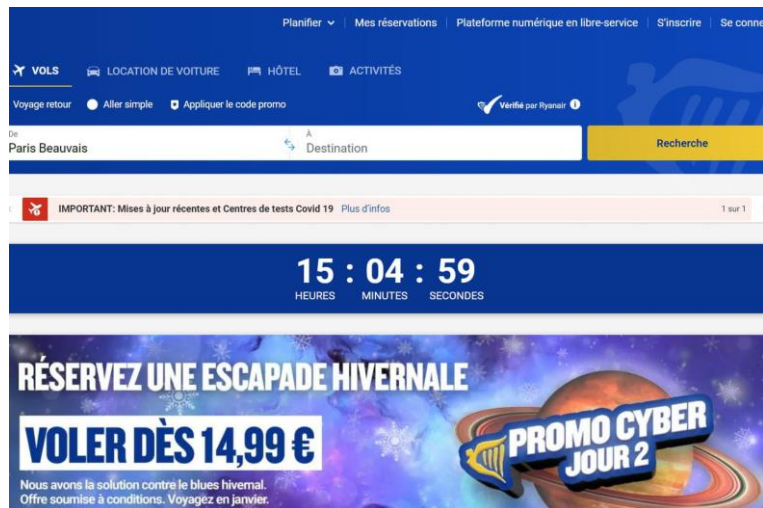 Planifier Mes réservations Plateforme numérique en libre-service S'inscrire Se conne
VOLS LOCATION DE VOITURE HÔTEL ACTIVITÉS
Voyage retour Aller simple Appliquer le code promo Vérifié par Ryanair
De À
Paris Beauvais Destination Recherche
IMPORTANT: Mises à jour récentes et Centres de tests Covid 19 Plus d'infos 1 sur 1
15 : 04 : 59
HEURES MINUTES SECONDES
RÉSERVEZ UNE ESCAPADE HIVERNALE
VOLER DÈS 14,99 €
PROMO CYBER
JOUR 2
Nous avons la solution contre le blues hivernal.
Offre soumise à conditions. Voyagez en janvier.